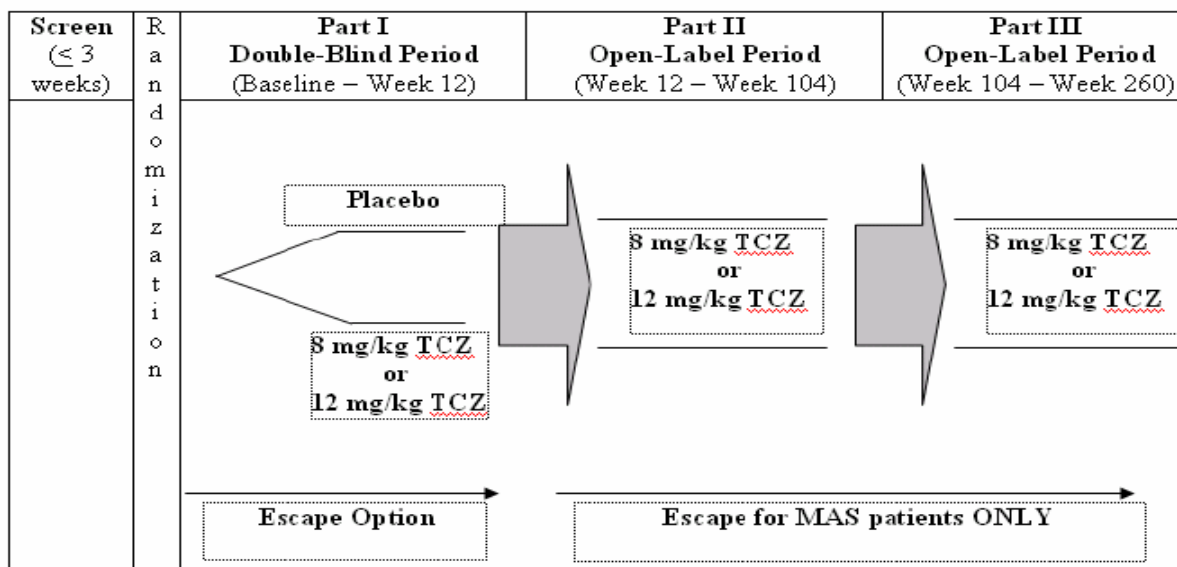 Screen
(≤ 3
weeks)
R
a
n
d
o
m
i
z
a
t
i
o
n
Part I
Double-Blind Period
(Baseline – Week 12)
Part II
Open-Label Period
(Week 12 – Week 104)
Part III
Open-Label Period
(Week 104 – Week 260)
Placebo
8 mg/kg TCZ
or
12 mg/kg TCZ
8 mg/kg TCZ
or
12 mg/kg TCZ
8 mg/kg TCZ
or
12 mg/kg TCZ
Escape Option
Escape for MAS patients ONLY